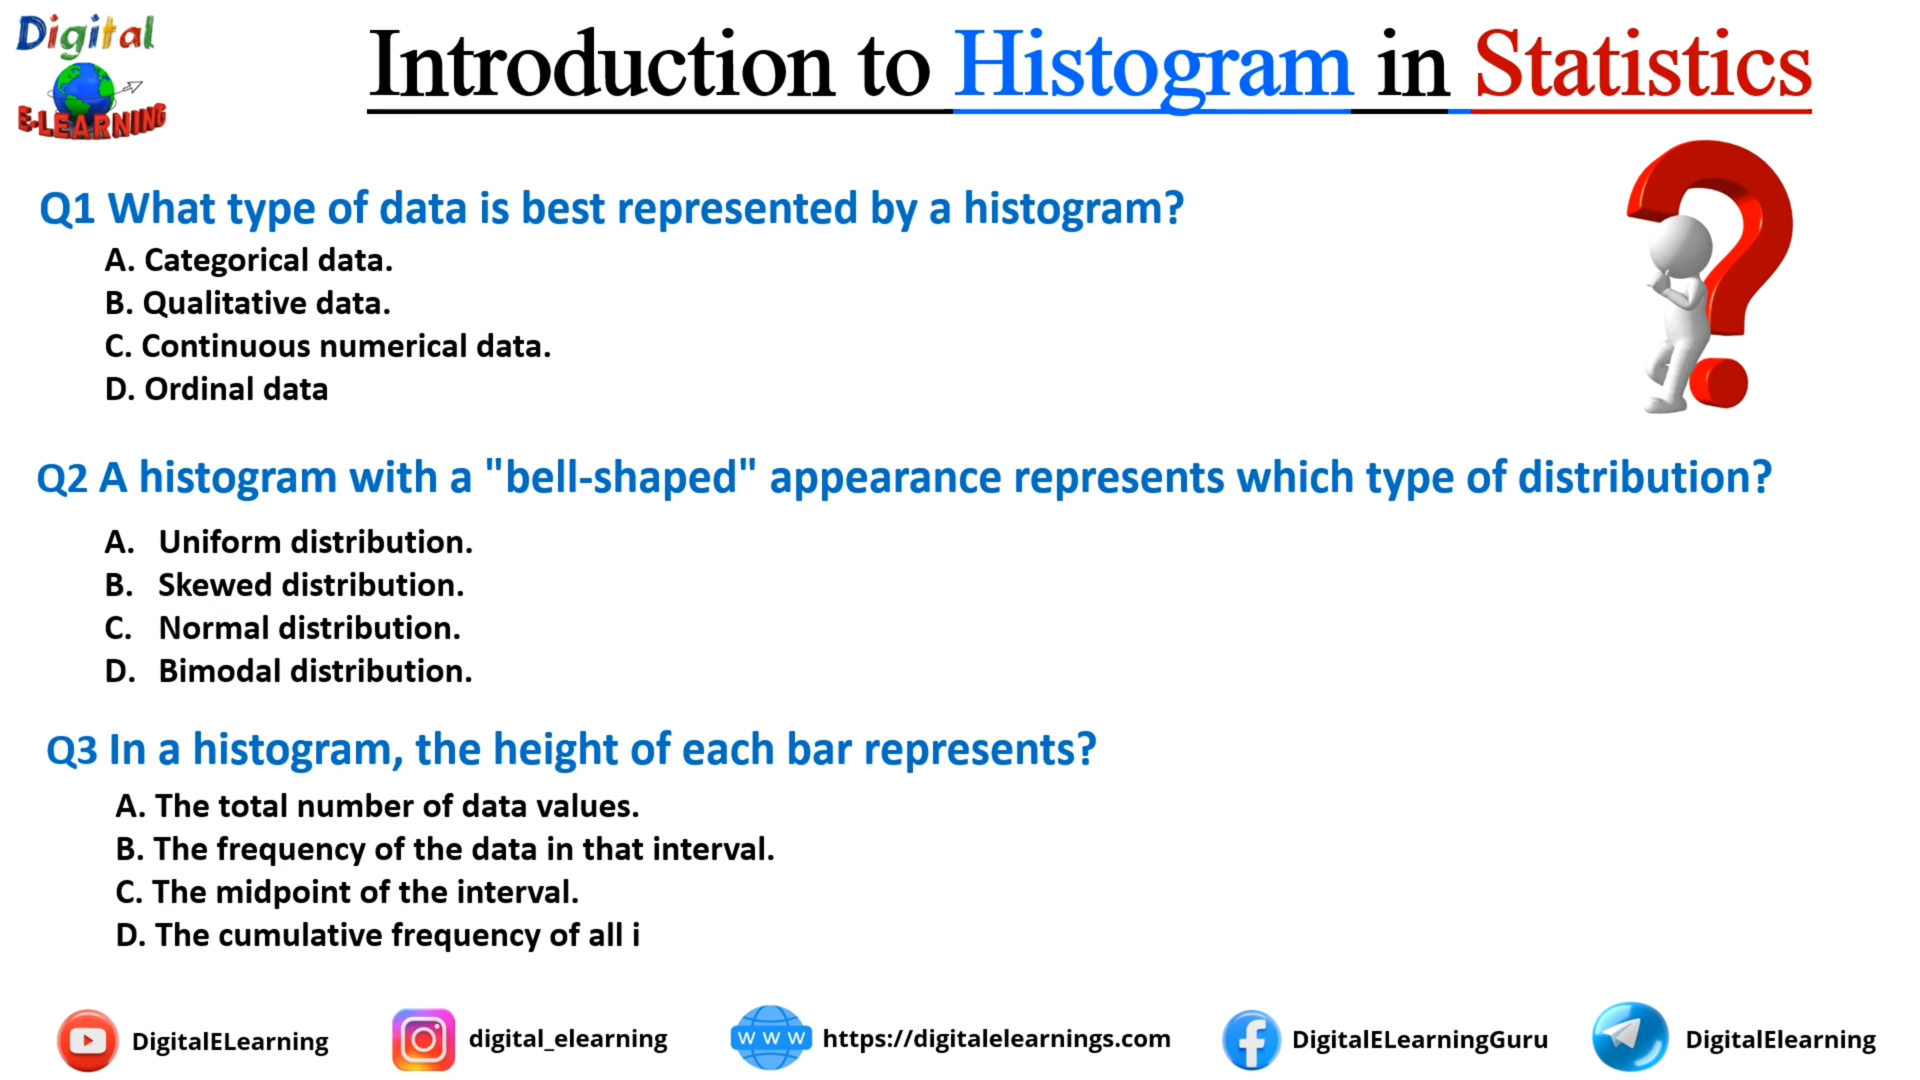 Digital
E-LEARNING
Introduction to Histogram in Statistics
Q1 What type of data is best represented by a histogram?
A. Categorical data.
B. Qualitative data.
C. Continuous numerical data.
D. Ordinal data
Q2 A histogram with a "bell-shaped" appearance represents which type of distribution?
A. Uniform distribution.
B. Skewed distribution.
C. Normal distribution.
D. Bimodal distribution.
Q3 In a histogram, the height of each bar represents?
A. The total number of data values.
B. The frequency of the data in that interval.
C. The midpoint of the interval.
D. The cumulative frequency of all i
DigitalELearning
digital_elearning
W W W https://digitalelearnings.com
DigitalELearningGuru
DigitalElearning